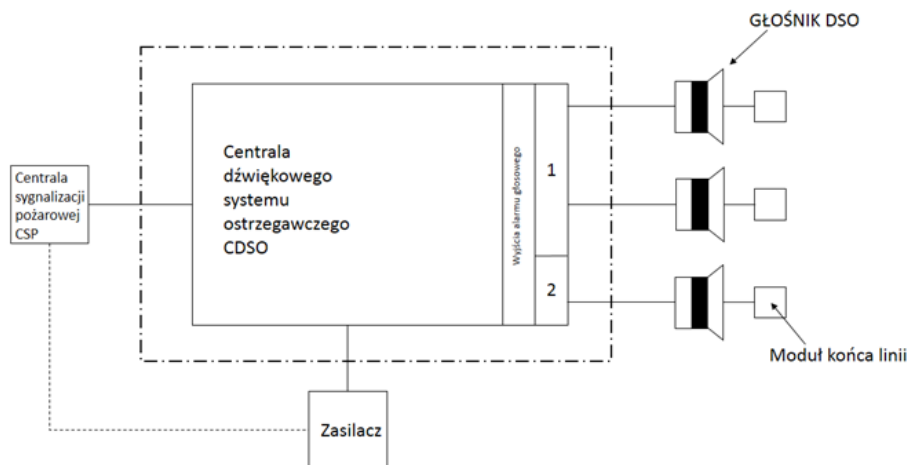 GŁOŚNIK DSO
Centrala
sygnalizacji
pożarowej
CSP
Centrala
dźwiękowego
systemu
ostrzegawczego
CDSO
Wyjścia alarmu głosowego
1
2
Moduł końca linii
Zasilacz